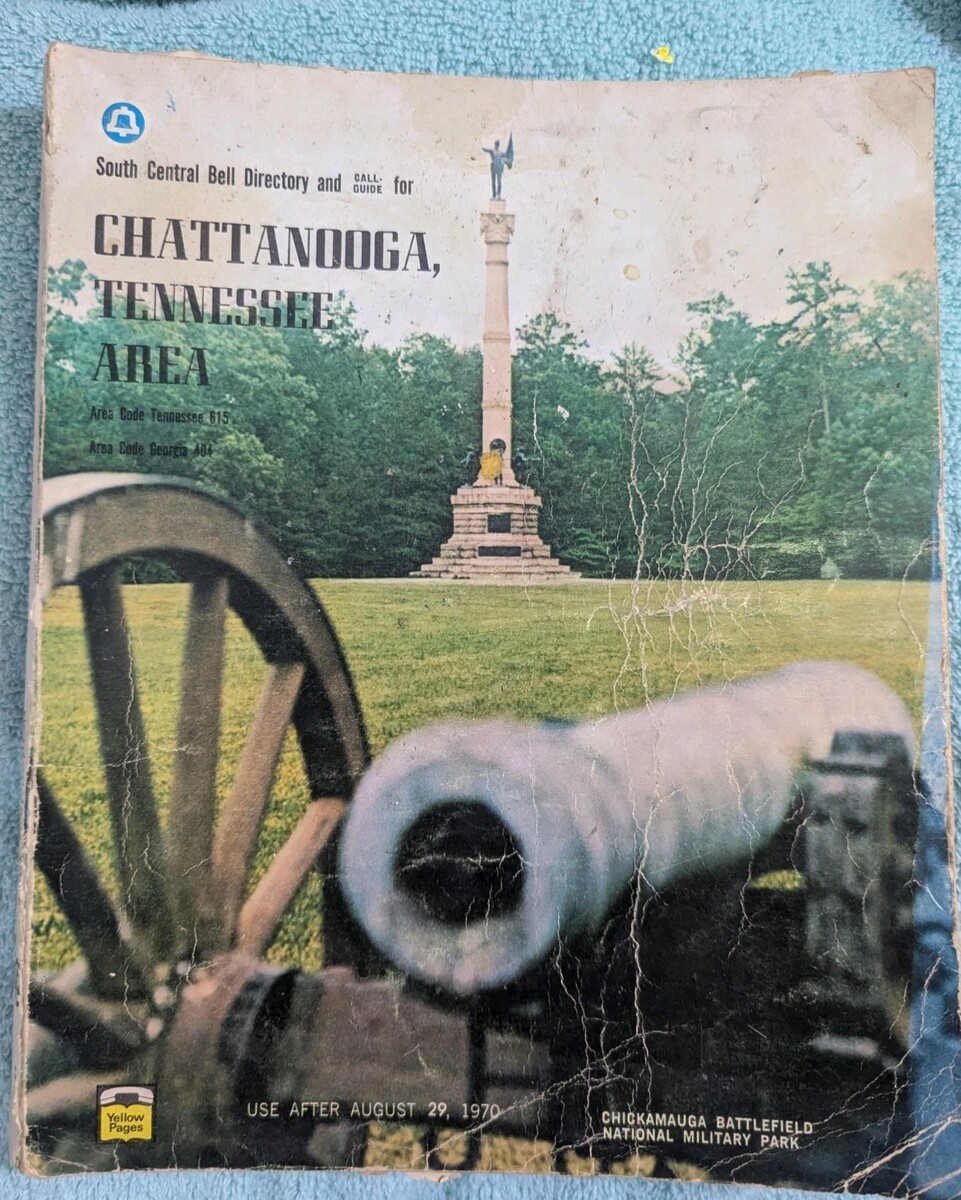 South Central Bell Directory and CALL-GUIDE for
CHATTANOOGA,
TENNESSEE
AREA
Area Code Tennessee 615
Area Code Georgia 404
Yellow
Pages
USE AFTER AUGUST 29, 1970
CHICKAMAUGA BATTLEFIELD
NATIONAL MILITARY PARK